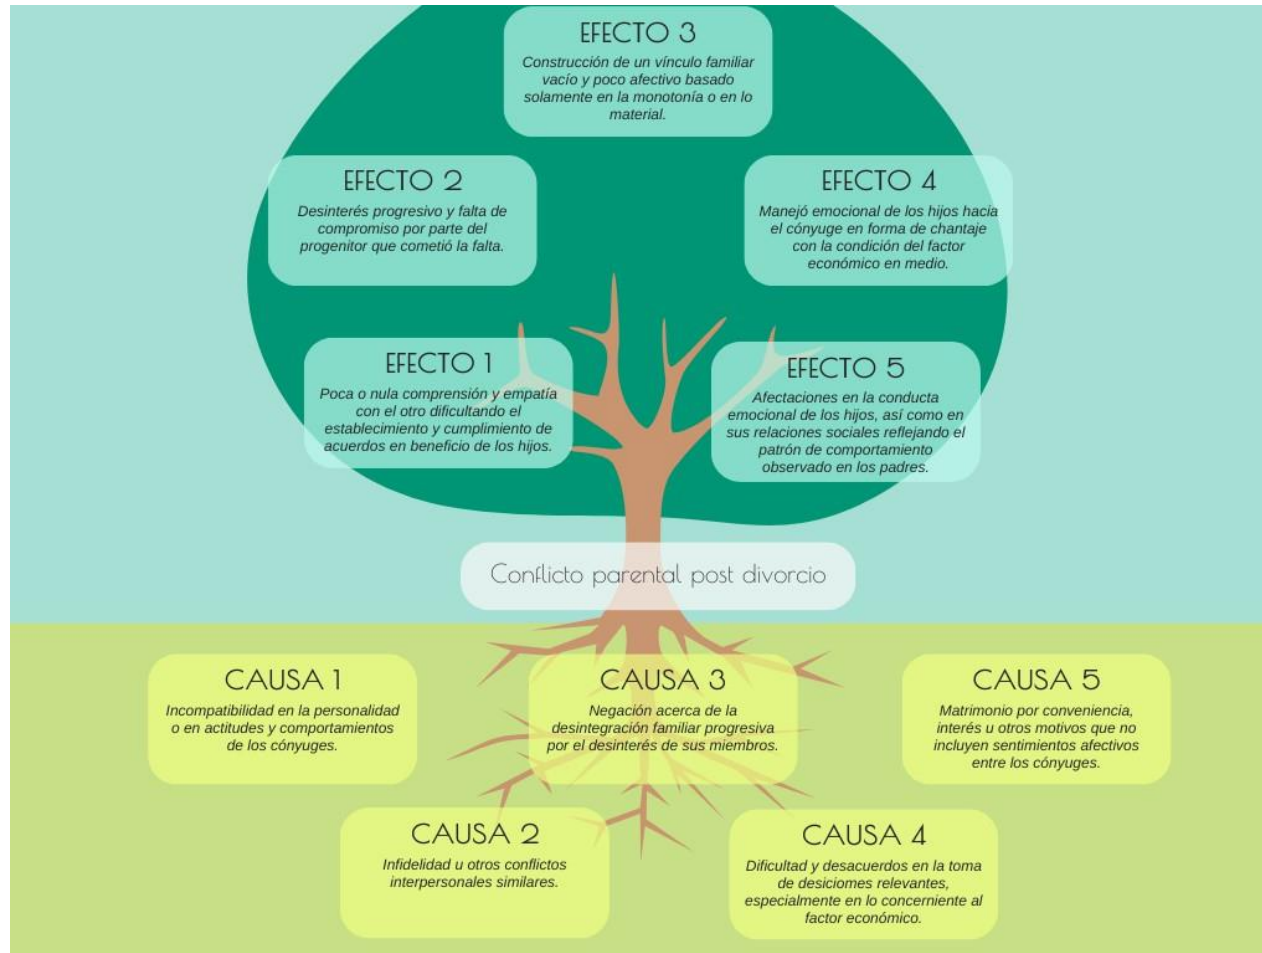 EFECTO 3
Construcción de un vínculo familiar
vacío y poco afectivo basado
solamente en la monotonía o en lo
material.
EFECTO 2
Desinterés progresivo y falta de
compromiso por parte del
progenitor que cometió la falta.
EFECTO 4
Manejó emocional de los hijos hacia
el cónyuge en forma de chantaje
con la condición del factor
económico en medio.
EFECTO 1
Poca o nula comprensión y empatía
con el otro dificultando el
establecimiento y cumplimiento de
acuerdos en beneficio de los hijos.
EFECTO 5
Afectaciones en la conducta
emocional de los hijos, así como en
sus relaciones sociales reflejando el
patrón de comportamiento
observado en los padres.
Conflicto parental post divorcio
CAUSA 1
Incompatibilidad en la personalidad
o en actitudes y comportamientos
de los cónyuges.
CAUSA 3
Negación acerca de la
desintegración familiar progresiva
por el desinterés de sus miembros.
CAUSA 5
Matrimonio por conveniencia,
interés u otros motivos que no
incluyen sentimientos afectivos
entre los cónyuges.
CAUSA 2
Infidelidad u otros conflictos
interpersonales similares.
CAUSA 4
Dificultad y desacuerdos en la toma
de desiciomes relevantes,
especialmente en lo concerniente al
factor económico.